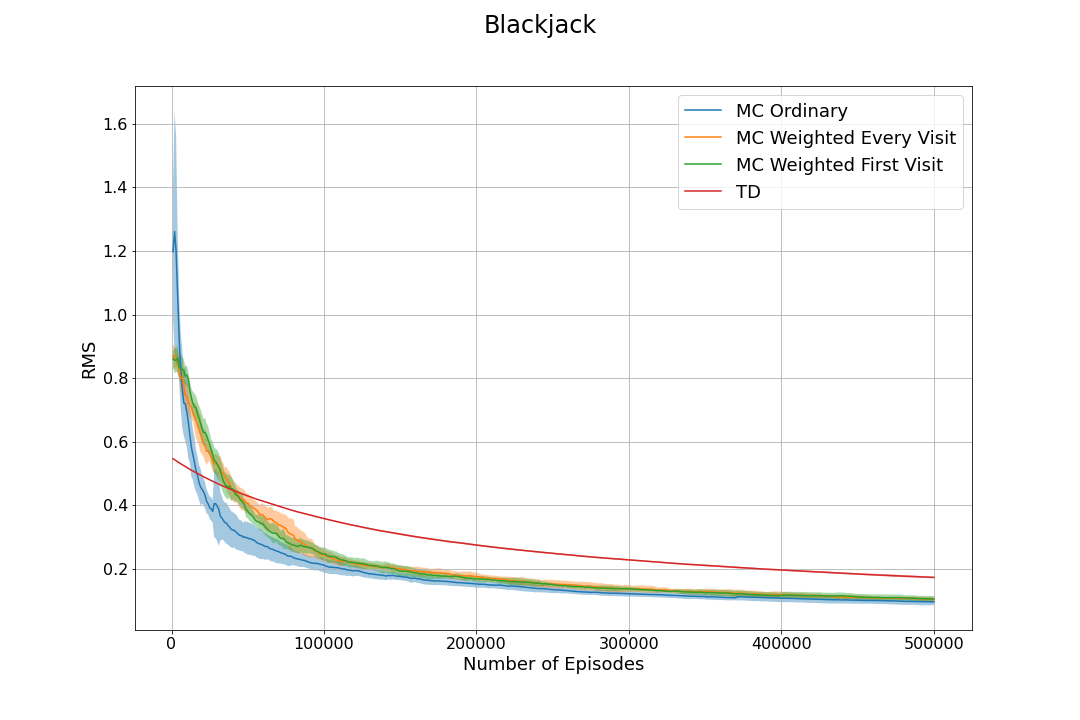 Blackjack
MC Ordinary
MC Weighted Every Visit
MC Weighted First Visit
TD
RMS
1.6
1.4
1.2
1.0
0.8
0.6
0.4
0.2
0 100000 200000 300000 400000 500000
Number of Episodes